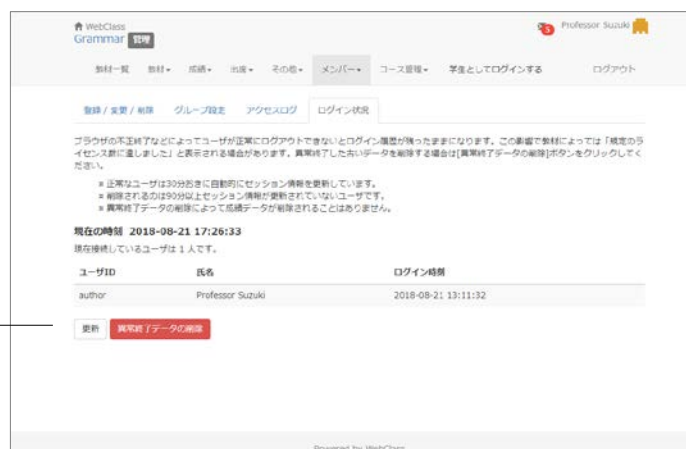 WebClass
Grammar 管理
5 Professor Suzuki
教材一覧 教材 成績 出席 その他 メンバー コース管理 学生としてログインする ログアウト
登録 / 変更 / 削除 グループ設定 アクセスログ ログイン状況
ブラウザの不正終了などによってユーザが正常にログアウトできないとログイン履歴が残ったままになります。この影響で教材によっては「規定のラ
イセンス数に達しました」と表示される場合があります。異常終了した古いデータを削除する場合は[異常終了データの削除]ボタンをクリックしてく
ださい。
※ 正常なユーザは30分おきに自動的にセッション情報を更新しています。
※ 削除されるのは90分以上セッション情報が更新されていないユーザです。
※ 異常終了データの削除によって成績データが削除されることはありません。
現在の時刻 2018-08-21 17:26:33
現在接続しているユーザは 1 人です。
ユーザID 氏名 ログイン時刻
author Professor Suzuki 2018-08-21 13:11:32
更新 異常終了データの削除
Powered by WebClass